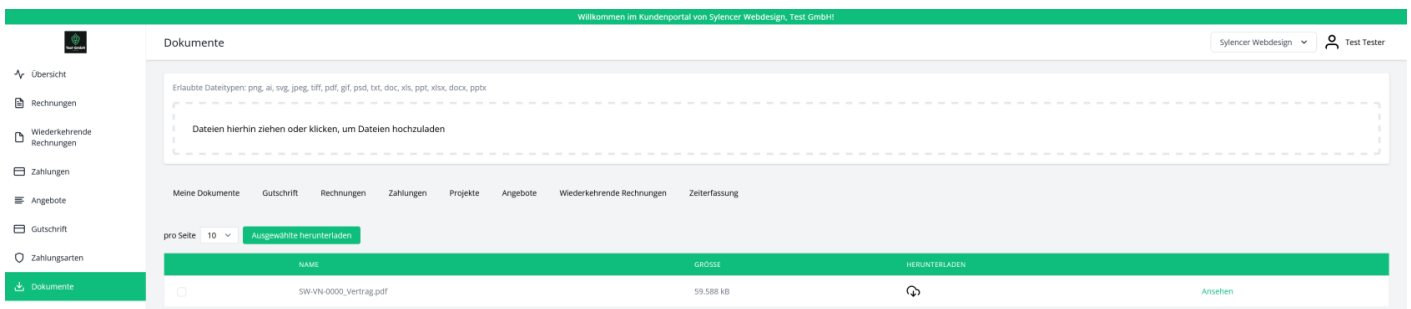 Willkommen im Kundenportal von Sylencer Webdesign, Test GmbH!
Dokumente
Sylencer Webdesign
Test Tester
Übersicht
Rechnungen
Wiederkehrende
Rechnungen
Zahlungen
Angebote
Gutschrift
Zahlungsarten
Dokumente
Erlaubte Dateitypen: png, ai, svg, jpeg, tiff, pdf, gif, psd, txt, doc, xls, ppt, xlsx, docx, pptx
Dateien hierhin ziehen oder klicken, um Dateien hochzuladen
Meine Dokumente Gutschrift Rechnungen Zahlungen Projekte Angebote Wiederkehrende Rechnungen Zeiterfassung
pro Seite 10 Ausgewählte herunterladen
NAME GRÖSSE HERUNTERLADEN
SW-VN-0000_Vertrag.pdf 59.588 kB Ansehen